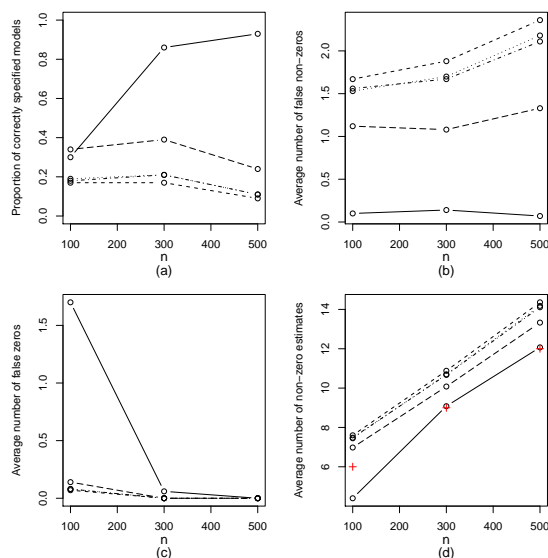 Proportion of correctly specified models
0.0 0.2 0.4 0.6 0.8 1.0
100 200 300 400 500
n
(a)
Average number of false non-zeros
0.0 0.5 1.0 1.5 2.0
100 200 300 400 500
n
(b)
Average number of false zeros
0.0 0.5 1.0 1.5
100 200 300 400 500
n
(c)
Average number of non-zero estimates
6 8 10 12 14
100 200 300 400 500
n
(d)